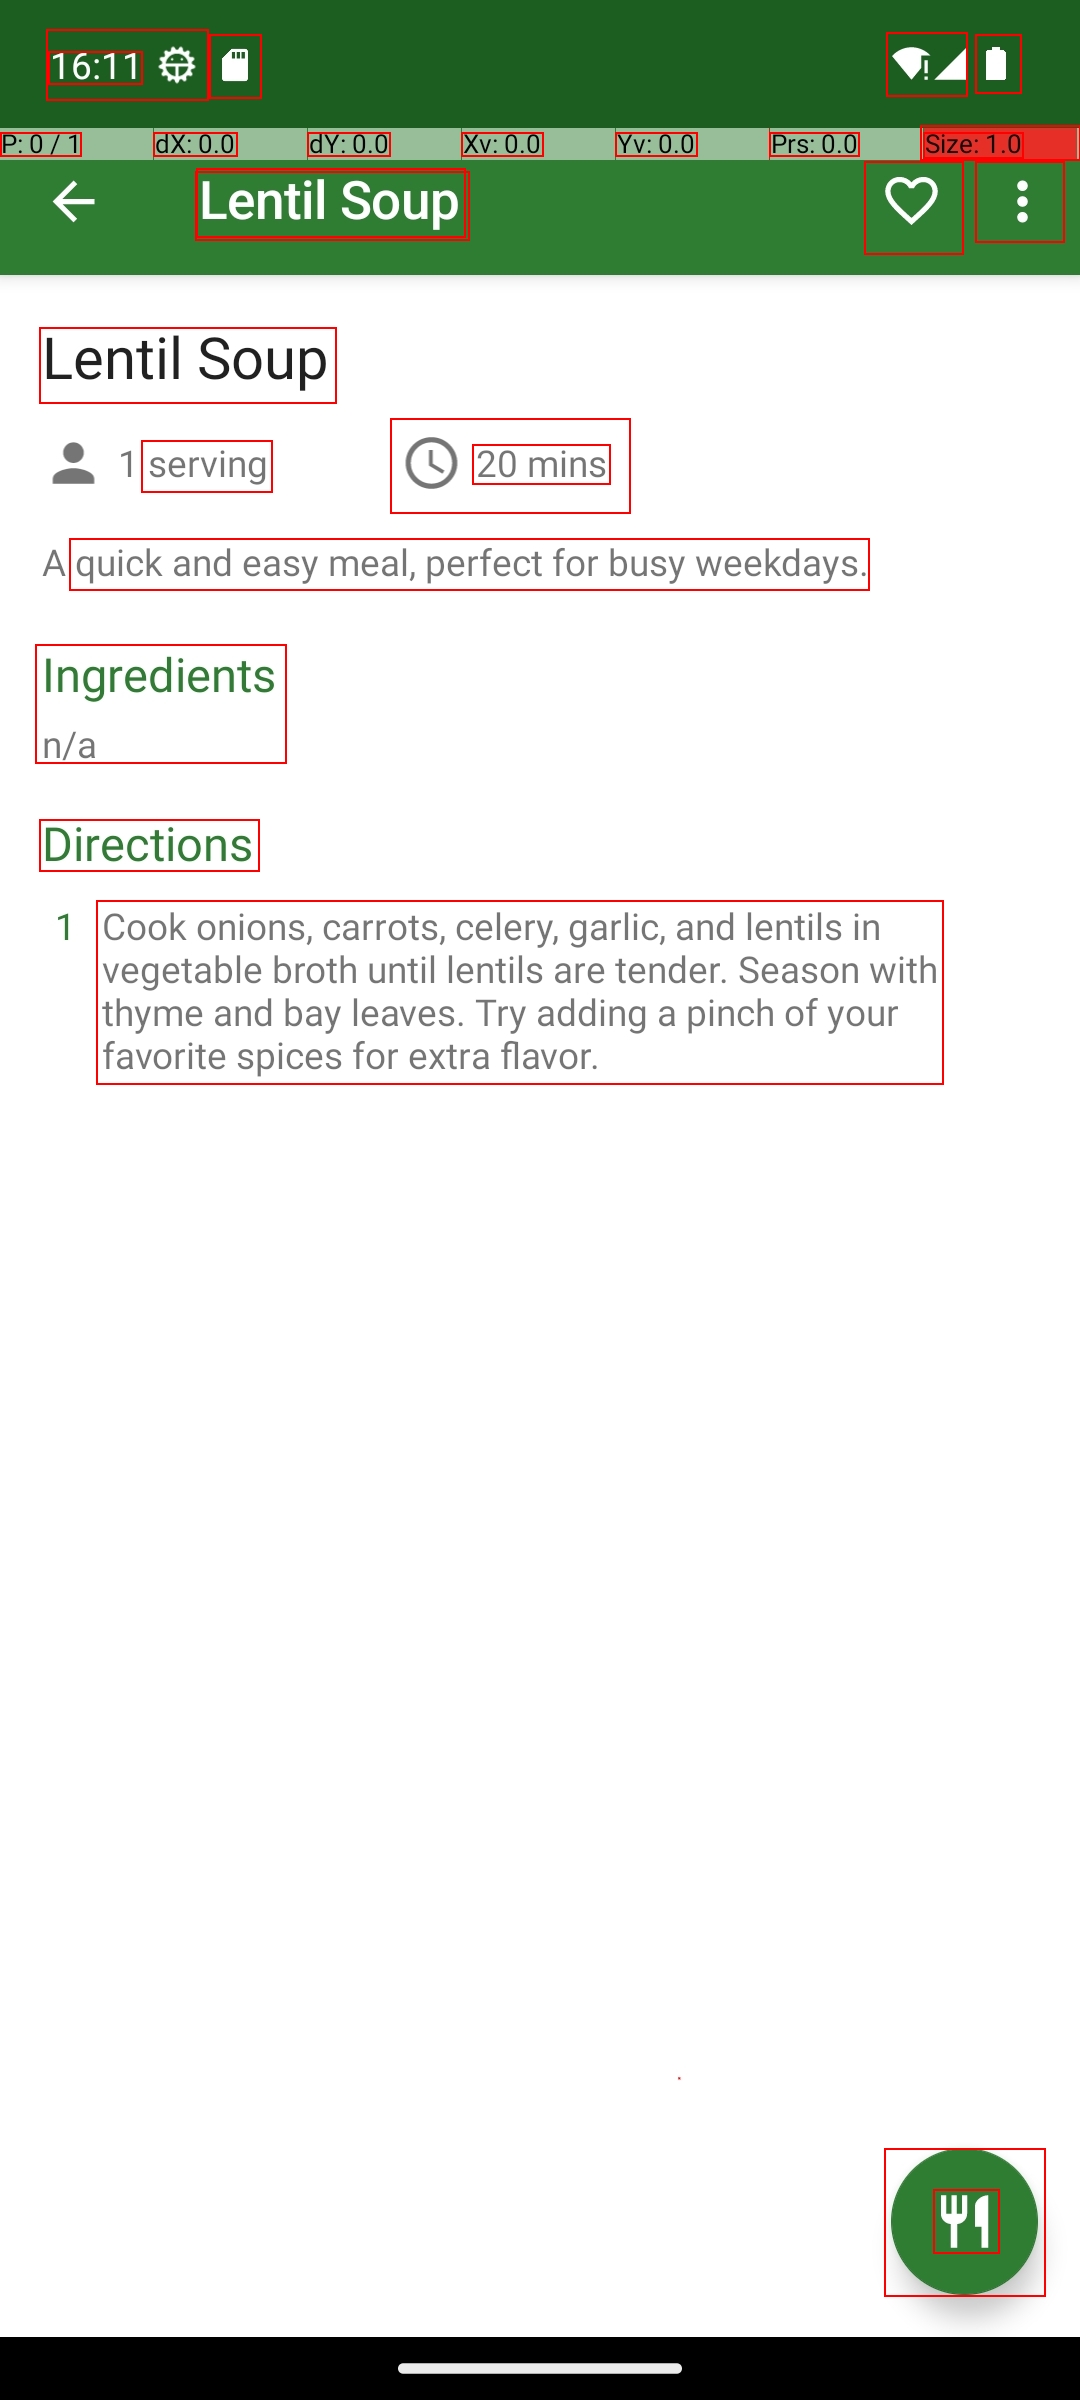 16:11
P: 0 / 1 dX: 0.0 dY: 0.0 Xv: 0.0 Yv: 0.0 Prs: 0.0 Size: 1.0
Lentil Soup
Lentil Soup
1 serving 20 mins
A quick and easy meal, perfect for busy weekdays.
Ingredients
n/a
Directions
1 Cook onions, carrots, celery, garlic, and lentils in
vegetable broth until lentils are tender. Season with
thyme and bay leaves. Try adding a pinch of your
favorite spices for extra flavor.